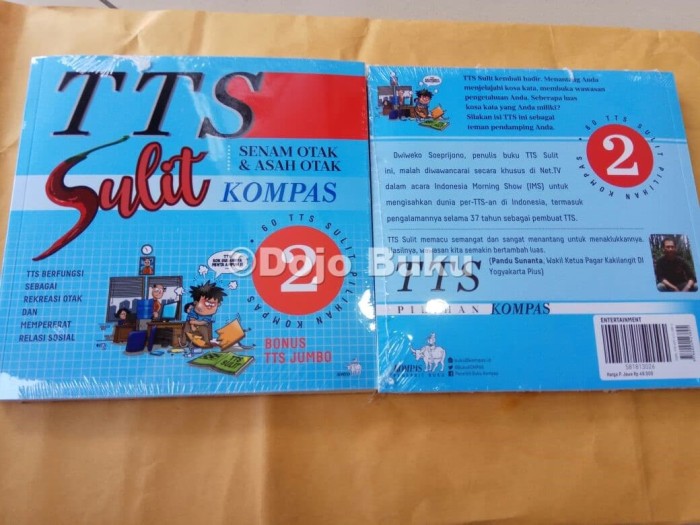 TTS
Sulit
SENAM OTAK
& ASAH OTAK
KOMPAS
60 TTS SULIT PILIHAN KOMPAS
2
TTS BERFUNGSI
SEBAGAI
REKREASI OTAK
DAN
MEMPERERAT
RELASI SOSIAL
BONUS
TTS JUMBO
©Dojo Buku
TTS Sulit kembali hadir. Menantang Anda
menjelajahi kosa kata, membuka wawasan
pengetahuan Anda. Seberapa luas
kosa kata yang Anda miliki?
Silakan isi TTS ini sebagai
teman pendamping Anda.
60 TTS SULIT PILIHAN KOMPAS
2
Dwiweko Soeprijono, penulis buku TTS Sulit
ini, malah diwawancarai secara khusus di Net.TV
dalam acara Indonesia Morning Show (IMS) untuk
mengisahkan dunia per-TTS-an di Indonesia, termasuk
pengalamannya selama 37 tahun sebagai pembuat TTS.
TTS Sulit memacu semangat dan sangat menantang untuk menaklukkannya.
Hasilnya, wawasan kita semakin bertambah luas.
(Pandu Sunanta, Wakil Ketua Pagar Kakilangit DI
Yogyakarta Plus)
TTS
PILIHAN KOMPAS
KOMPAS
ENTERTAINMENT
581813026
Harga P. Jawa Rp